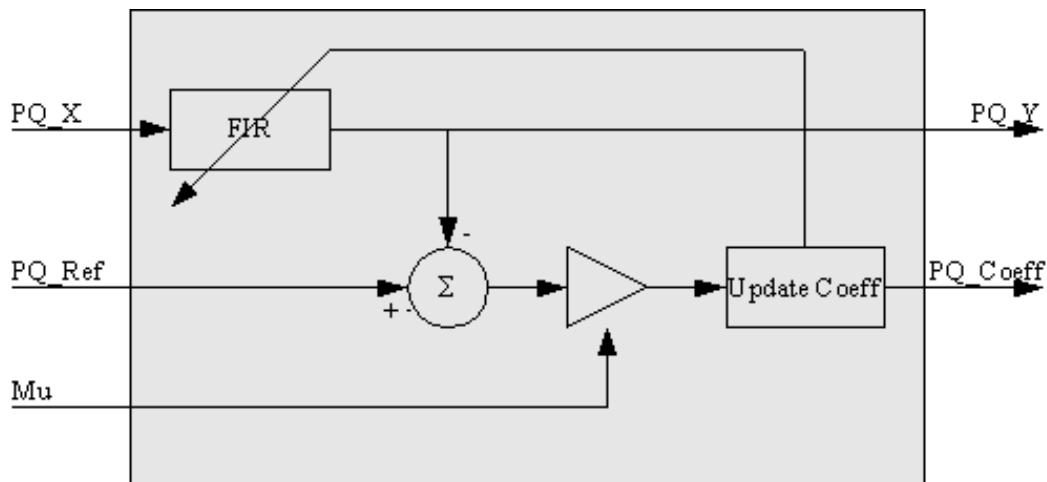 PQ_X
FIR
PQ_Y
-
PQ_Ref
Σ
+ -
Update Coeff
PQ_Coeff
Mu